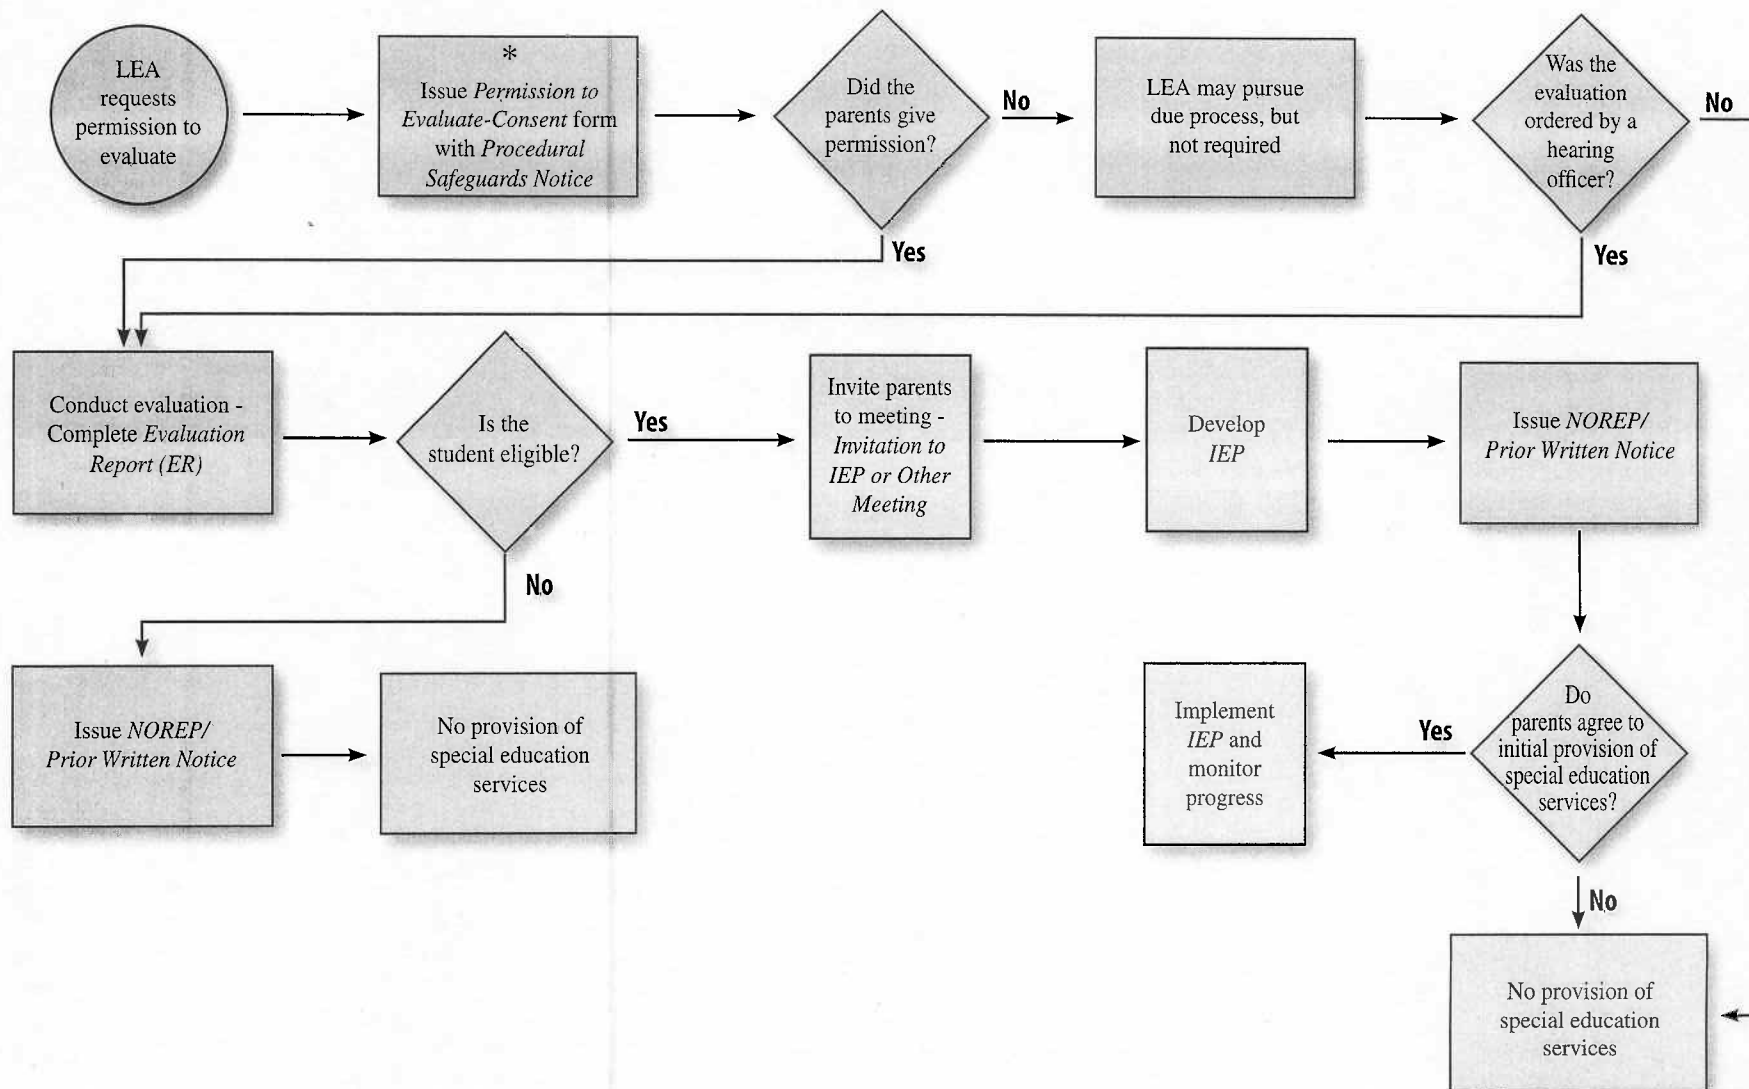 LEA
requests
permission to
evaluate
*
Issue Permission to
Evaluate-Consent form
with Procedural
Safeguards Notice
Did the
parents give
permission?
No
LEA may pursue
due process, but
not required
Was the
evaluation
ordered by a
hearing
officer?
No
Yes
Yes
Conduct evaluation -
Complete Evaluation
Report (ER)
Is the
student eligible?
Yes
Invite parents
to meeting -
Invitation to
IEP or Other
Meeting
Develop
IEP
Issue NOREP/
Prior Written Notice
No
Issue NOREP/
Prior Written Notice
No provision of
special education
services
Implement
IEP and
monitor
progress
Yes
Do
parents agree to
initial provision of
special education
services?
No
No provision of
special education
services